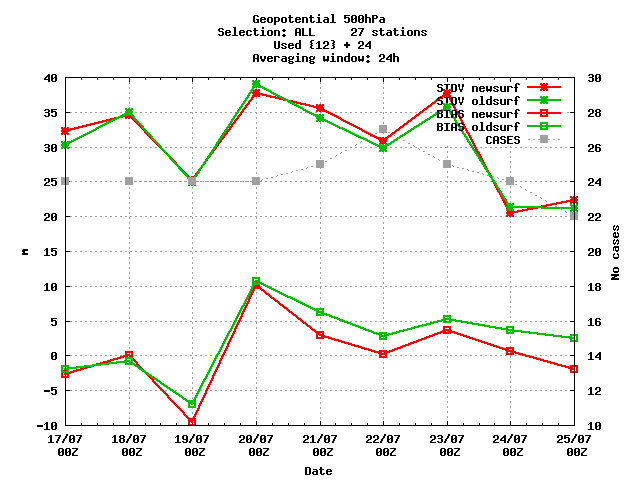 Geopotential 500hPa
Selection: ALL     27 stations
Used {12} + 24
Averaging window: 24h
40 30
STDV newsurf
35 28
STDV oldsurf
BIAS newsurf
BIAS oldsurf
30 26
CASES
25 24
20 22
m
15 20
No cases
10 18
5 16
0 14
-5 12
-10 10
17/07 18/07 19/07 20/07 21/07 22/07 23/07 24/07 25/07
00Z 00Z 00Z 00Z 00Z 00Z 00Z 00Z 00Z
Date